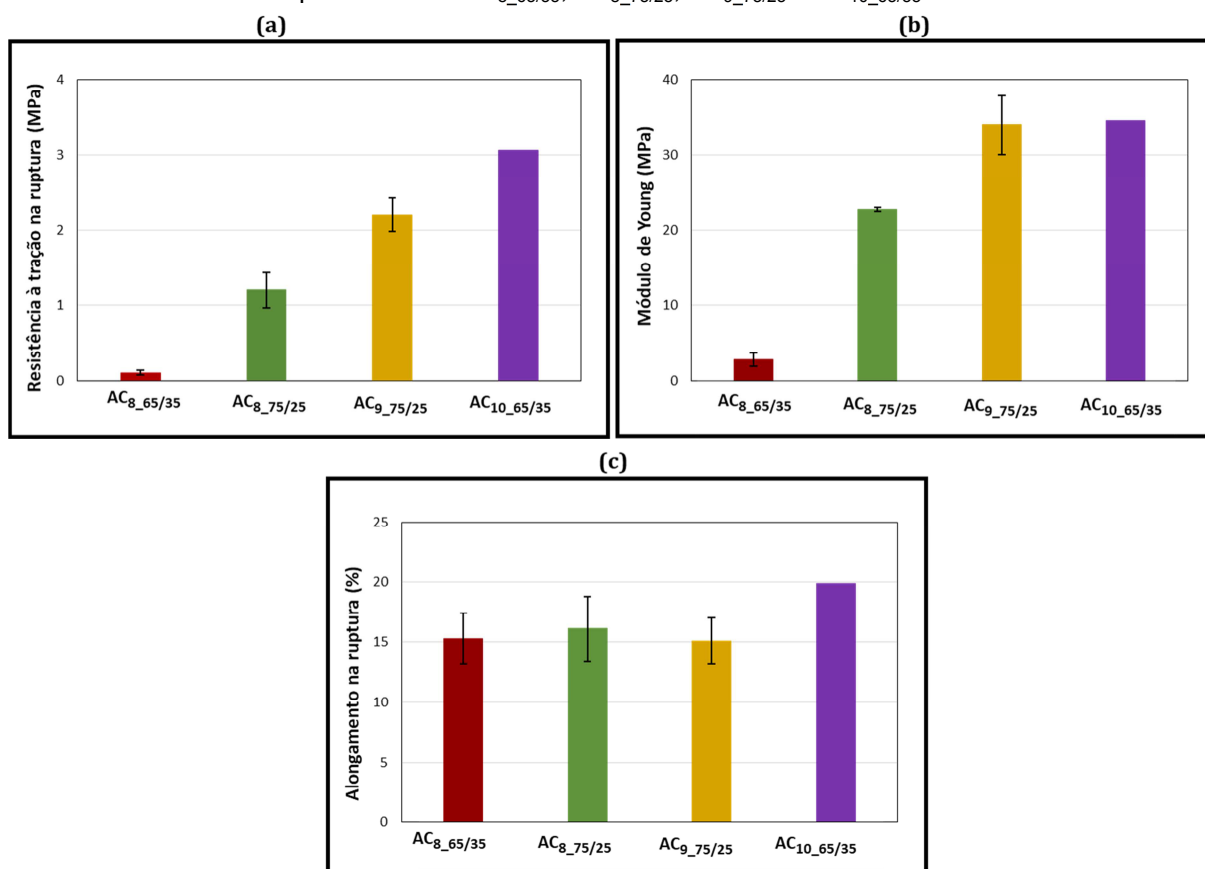 (a)
(b)
Resistência à tração na ruptura (MPa)
4
3
2
1
0
AC8_65/35
AC8_75/25
AC9_75/25
AC10_65/35
Módulo de Young (MPa)
40
30
20
10
0
AC8_65/35
AC8_75/25
AC9_75/25
AC10_65/35
(c)
Alongamento na ruptura (%)
25
20
15
10
5
0
AC8_65/35
AC8_75/25
AC9_75/25
AC10_65/35